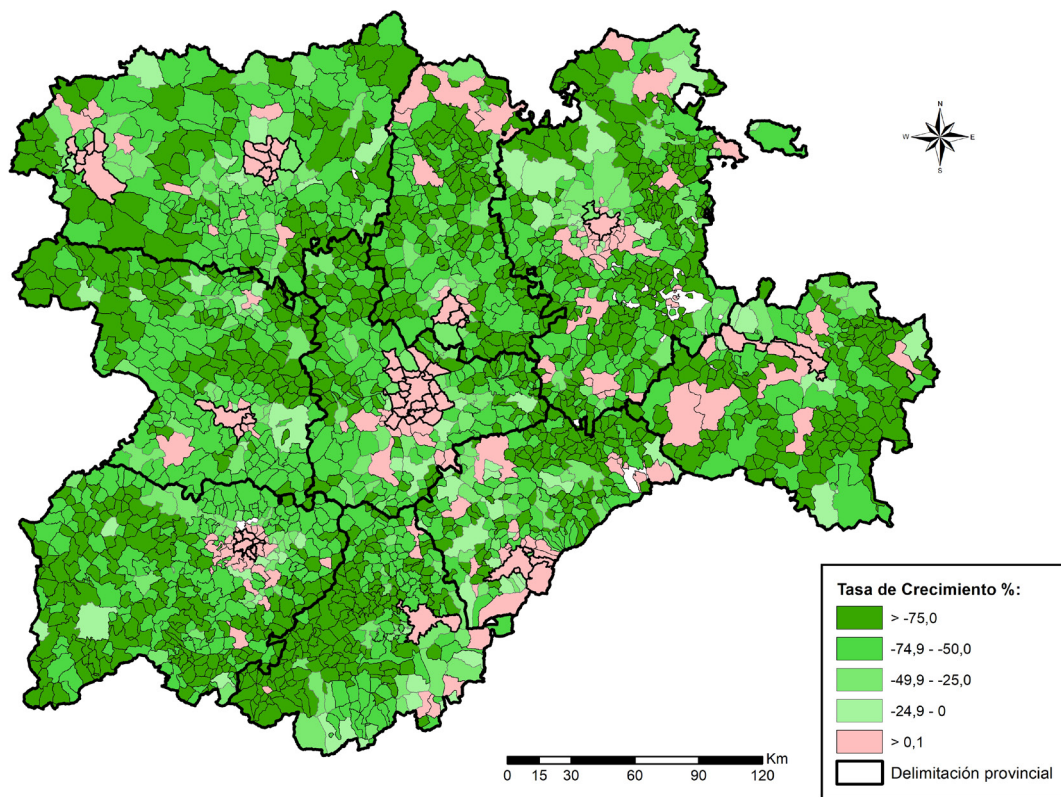 N
W E
S
Tasa de Crecimiento %:
> -75,0
-74,9 - -50,0
-49,9 - -25,0
-24,9 - 0
> 0,1
Delimitación provincial
Km
0 15 30 60 90 120